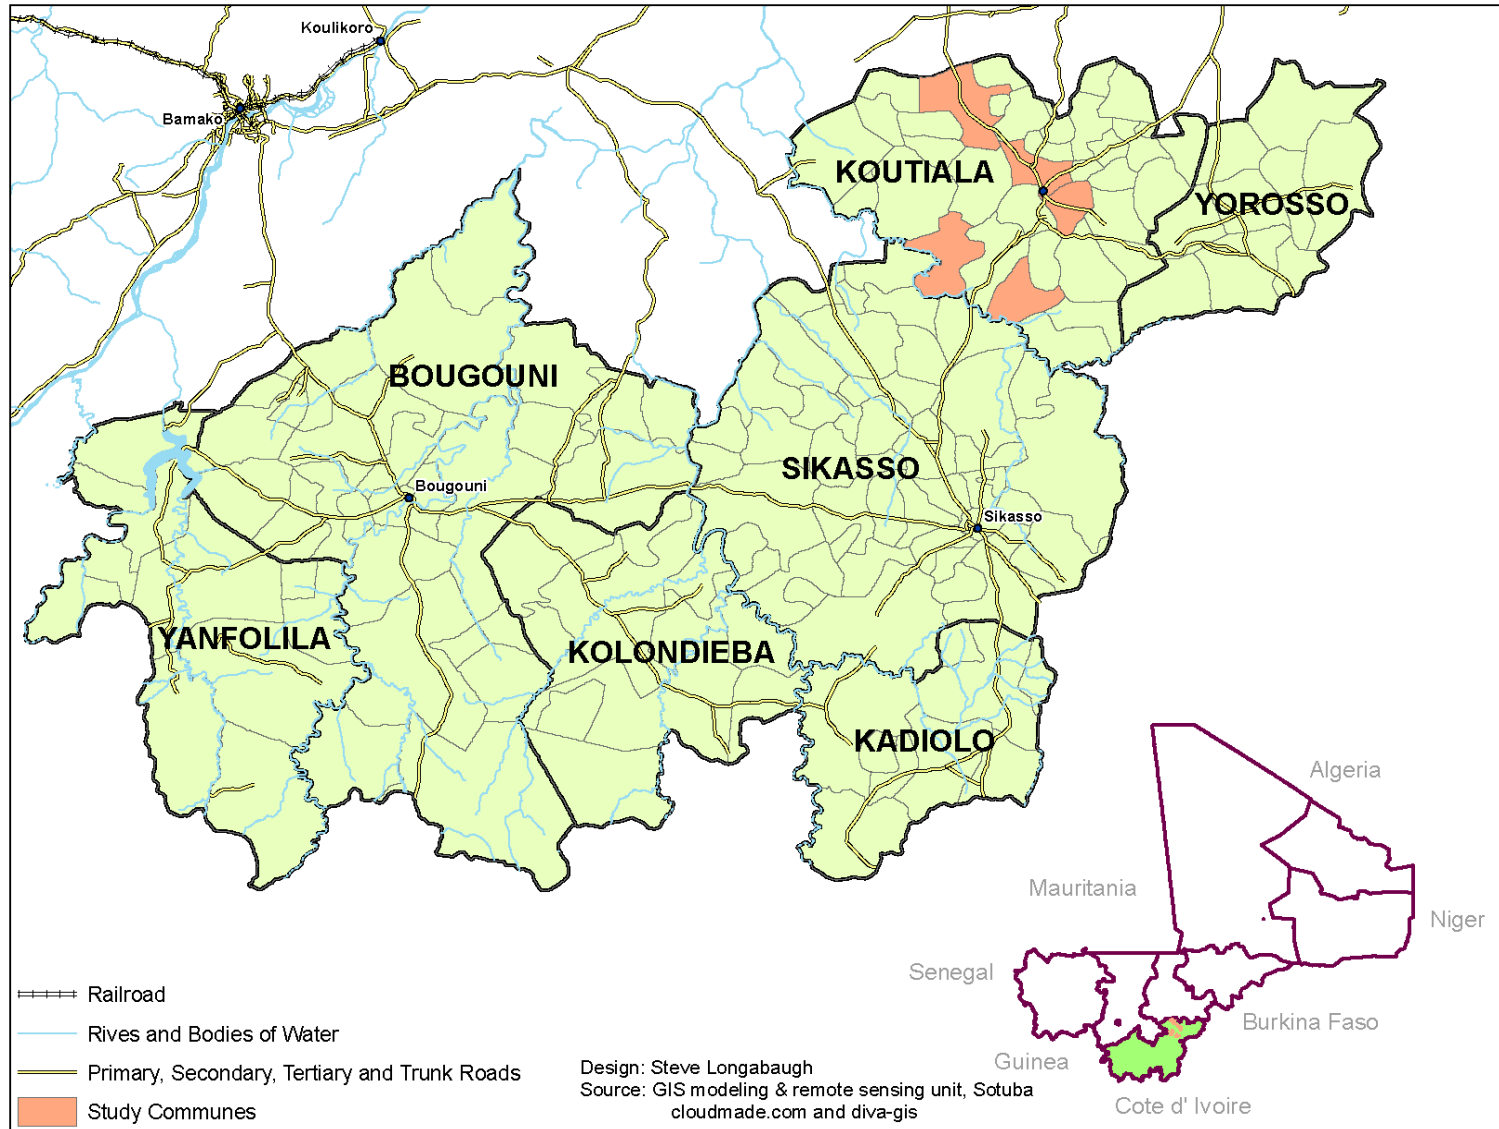 Koulikoro
Bamako
KOUTIALA
YOROSSO
BOUGOUNI
SIKASSO
Bougouni
Sikasso
YANFOLILA
KOLONDIEBA
KADIOLO
Algeria
Mauritania
Niger
Senegal
Burkina Faso
Guinea
Cote d' Ivoire
Railroad
Rives and Bodies of Water
Primary, Secondary, Tertiary and Trunk Roads
Study Communes
Design: Steve Longabaugh
Source: GIS modeling & remote sensing unit, Sotuba
cloudmade.com and diva-gis